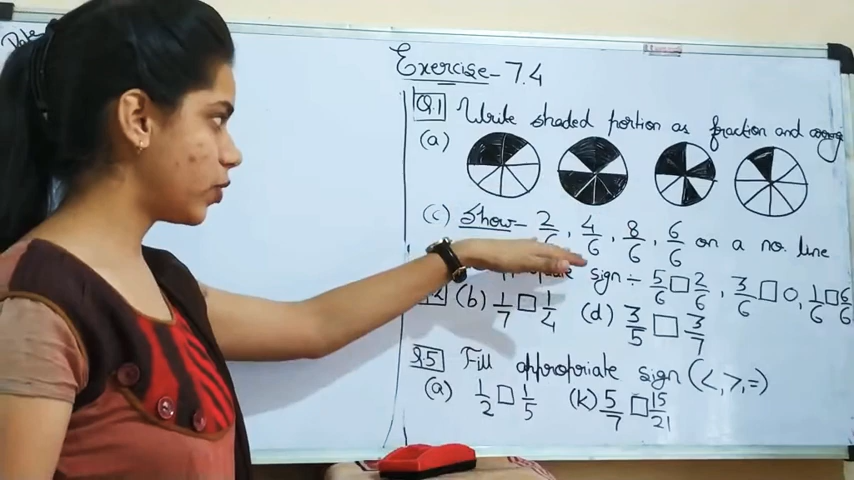 Exercise - 7.4
Q.1 Write shaded portion as fraction and
(a)
(c) Show - 2/6, 4/6, 8/6, 6/6 on a no. line
sign :- 5/6 □ 2/6, 3/6 □ 0, 1/6 □ 6/6
(b) 1/7 □ 1/4 (d) 3/5 □ 3/7
Q.5 Fill appropriate sign (<, >, =)
(a) 1/2 □ 1/5 (k) 5/7 □ 15/21